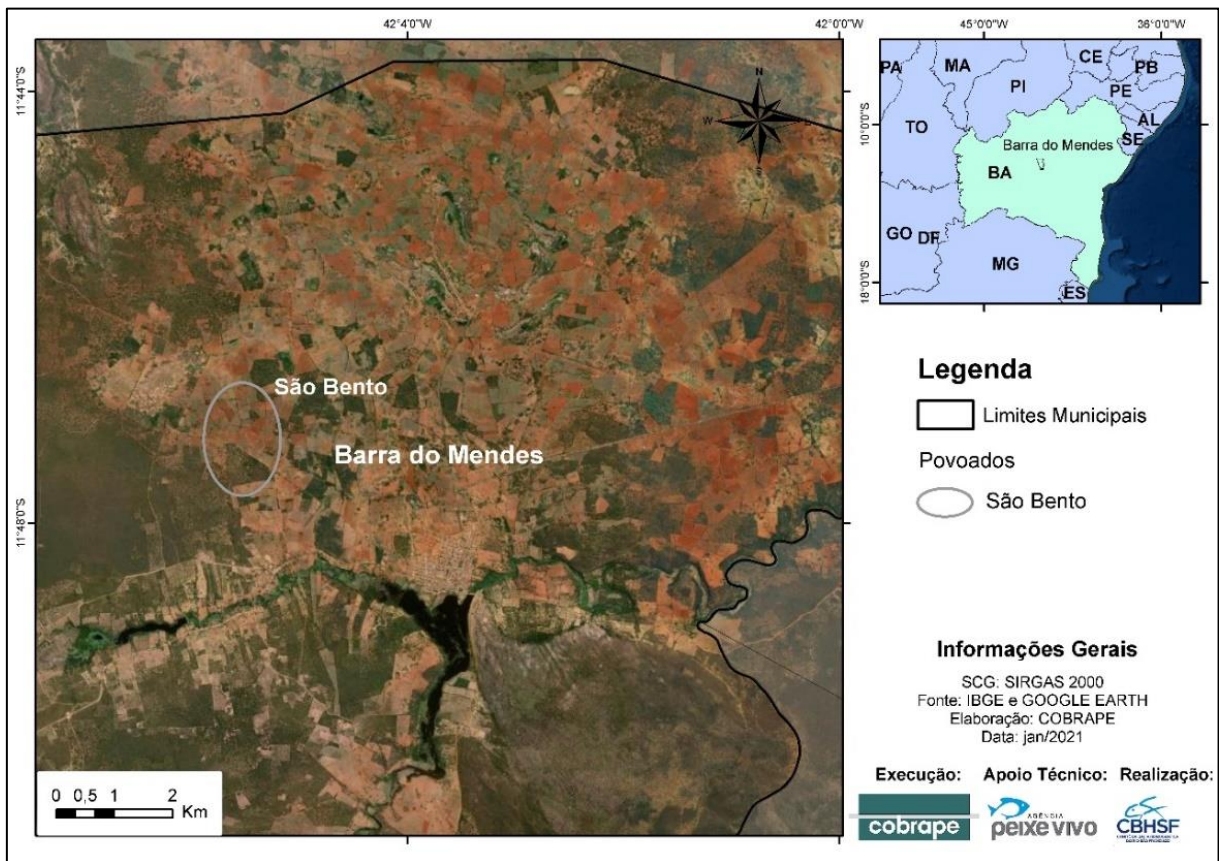 42°4'0"W
42°0'0"W
11°44'0"S
11°48'0"S
N
W
S
São Bento
Barra do Mendes
0 0,5 1 2
Km
45°0'0"W
36°0'0"W
10°0'0"S
18°0'0"S
PA
MA
CE
PB
PI
PE
AL
TO
SE
Barra do Mendes
BA
GO
DF
MG
ES
Legenda
Limites Municipais
Povoados
São Bento
Informações Gerais
SCG: SIRGAS 2000
Fonte: IBGE e GOOGLE EARTH
Elaboração: COBRAPE
Data: jan/2021
Execução: Apoio Técnico: Realização:
cobrape
AGÊNCIA
peixe vivo
CBHSF